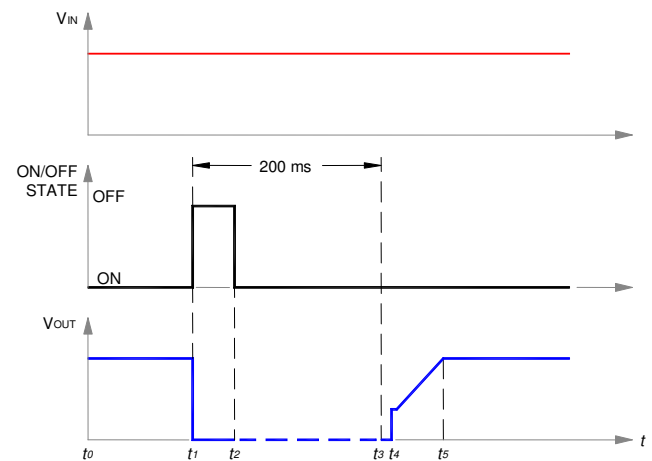 VIN
200 ms
ON/OFF
STATE
OFF
ON
VOUT
t
t0 t1 t2 t3 t4 t5